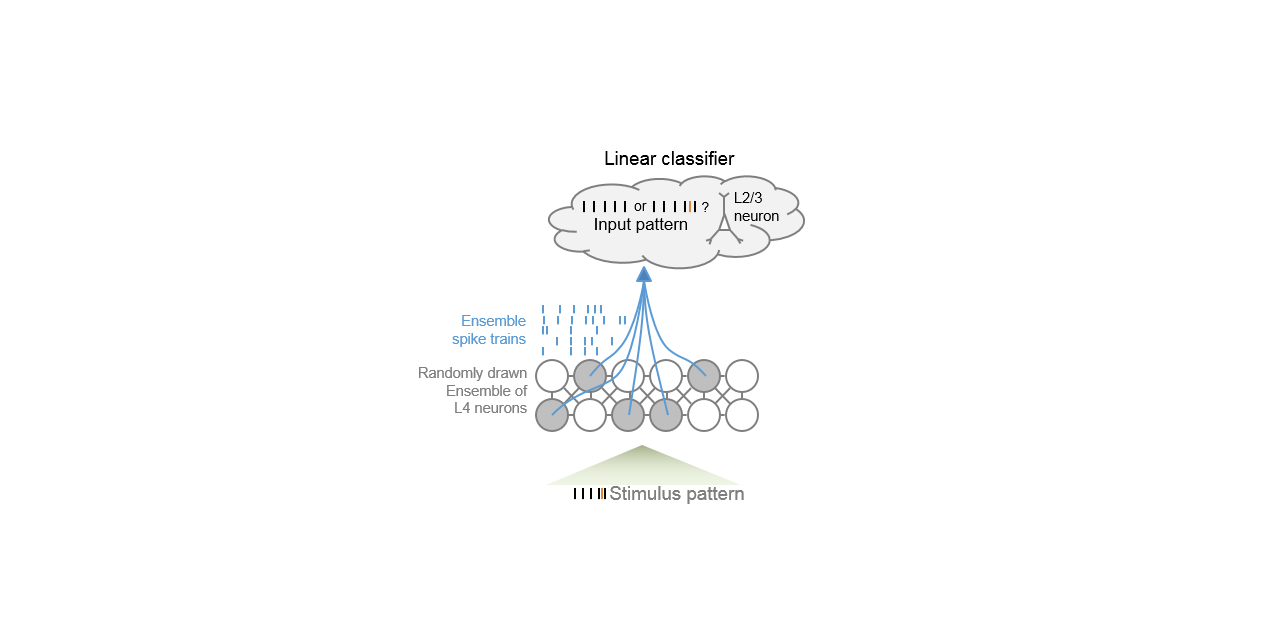 Linear classifier
or ?
Input pattern
L2/3
neuron
Ensemble
spike trains
Randomly drawn
Ensemble of
L4 neurons
Stimulus pattern